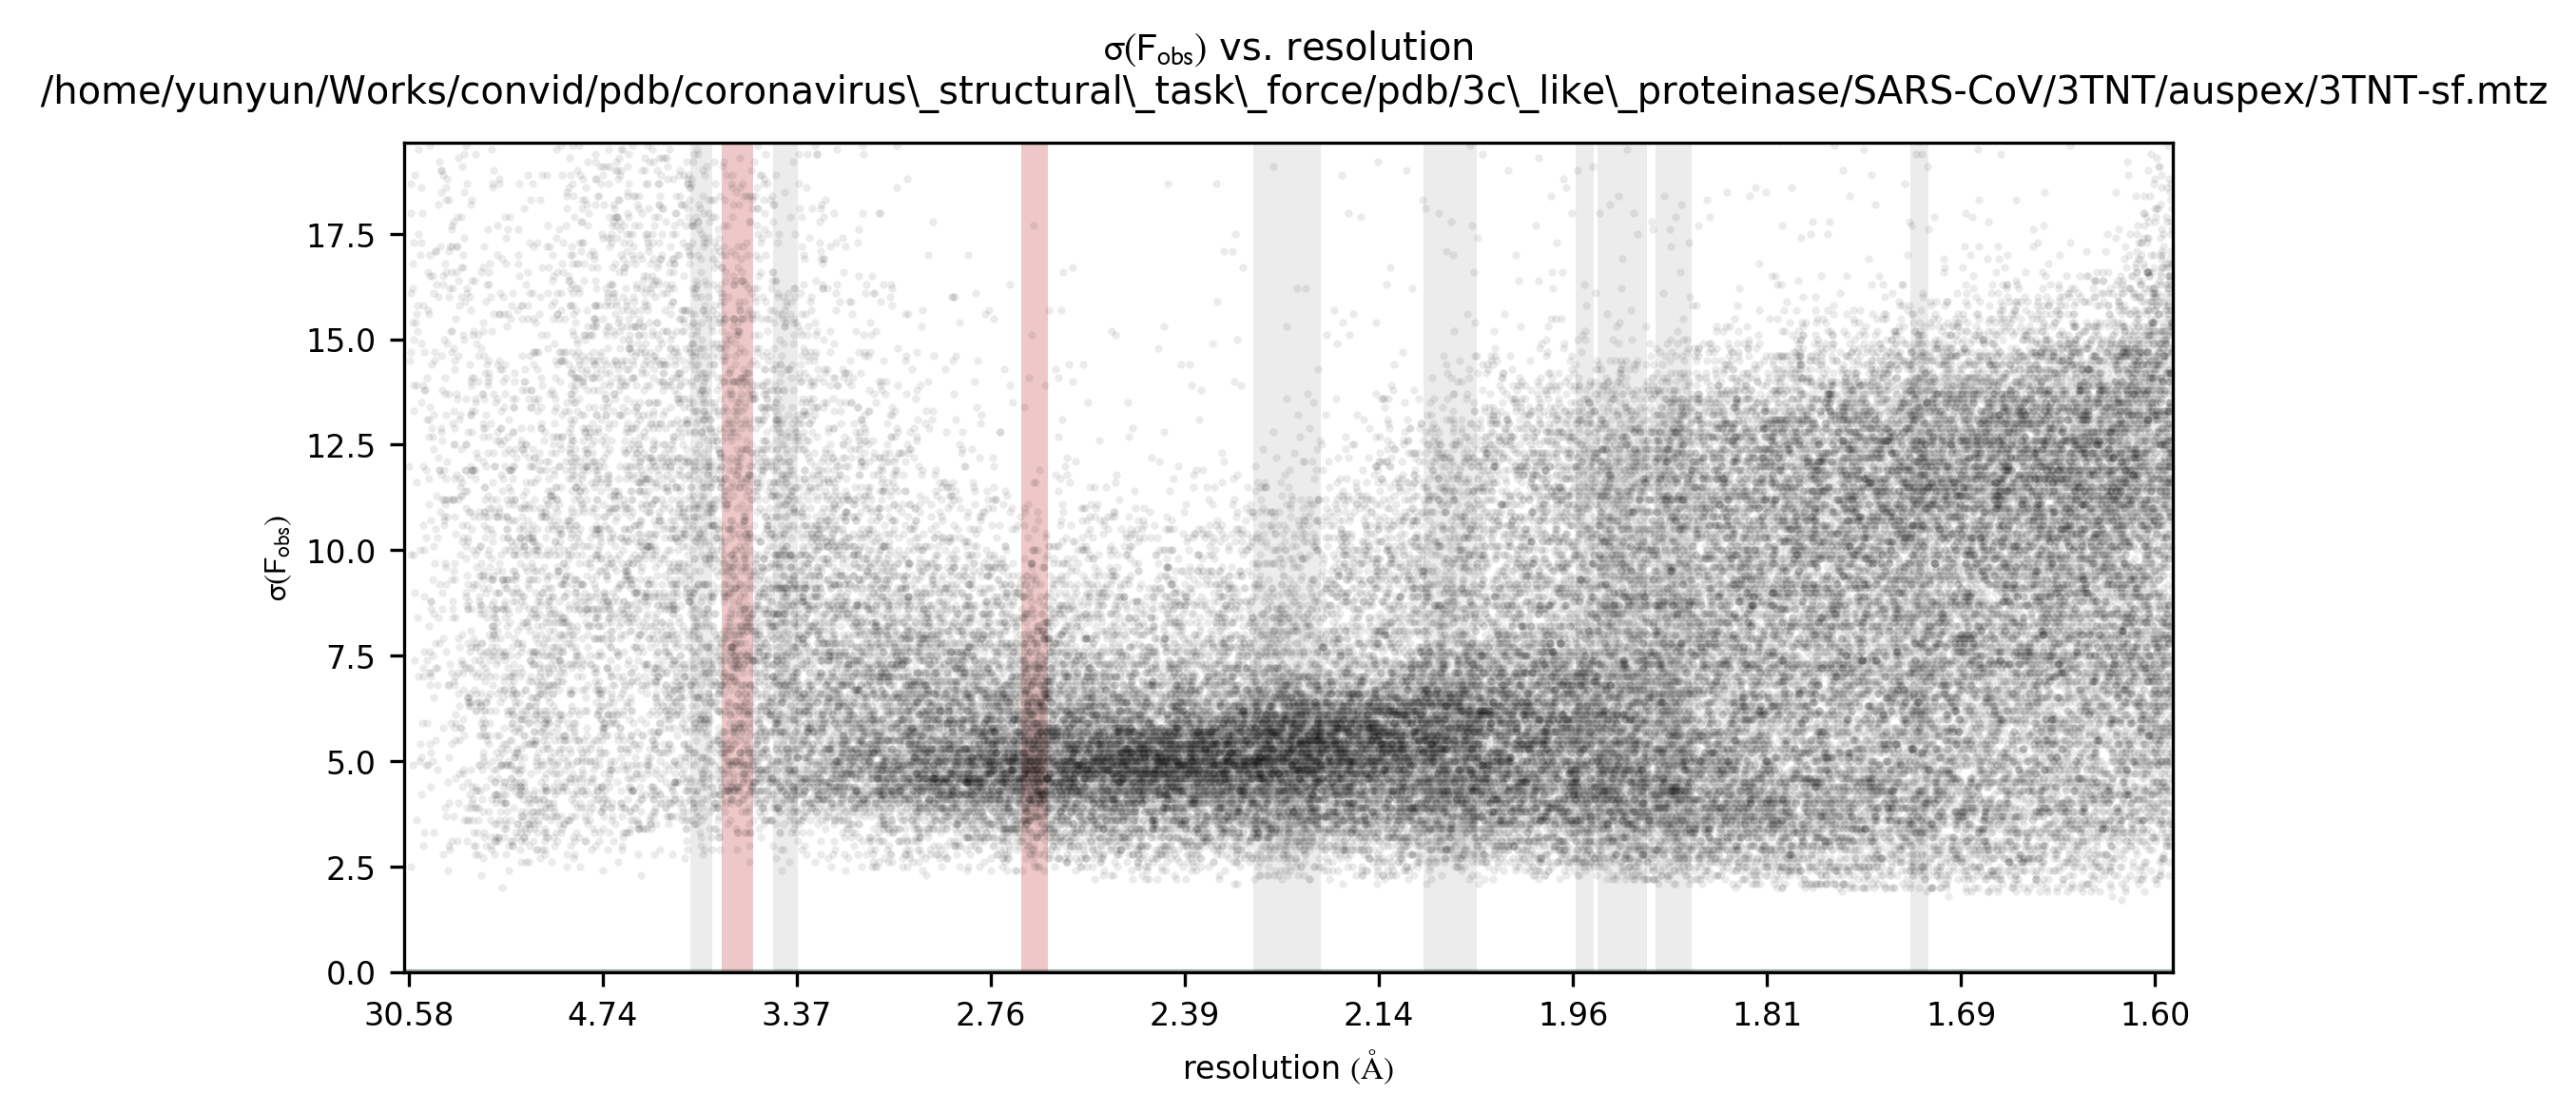 σ(Fobs) vs. resolution
/home/yunyun/Works/convid/pdb/coronavirus\_structural\_task\_force/pdb/3c\_like\_proteinase/SARS-CoV/3TNT/auspex/3TNT-sf.mtz
17.5
15.0
12.5
10.0
7.5
5.0
2.5
0.0
σ(Fobs)
30.58 4.74 3.37 2.76 2.39 2.14 1.96 1.81 1.69 1.60
resolution (Å)